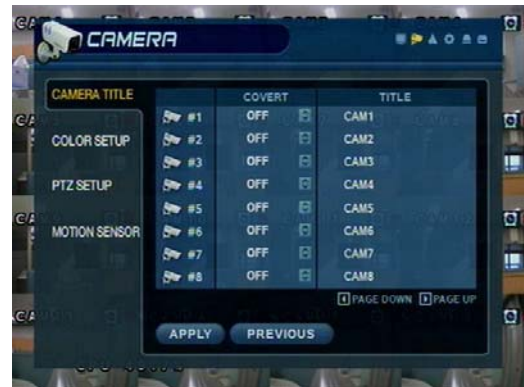 CAMERA
CAMERA TITLE
COLOR SETUP
PTZ SETUP
MOTION SENSOR
COVERT TITLE
#1 OFF CAM1
#2 OFF CAM2
#3 OFF CAM3
#4 OFF CAM4
#5 OFF CAM5
#6 OFF CAM6
#7 OFF CAM7
#8 OFF CAM8
PAGE DOWN PAGE UP
APPLY PREVIOUS